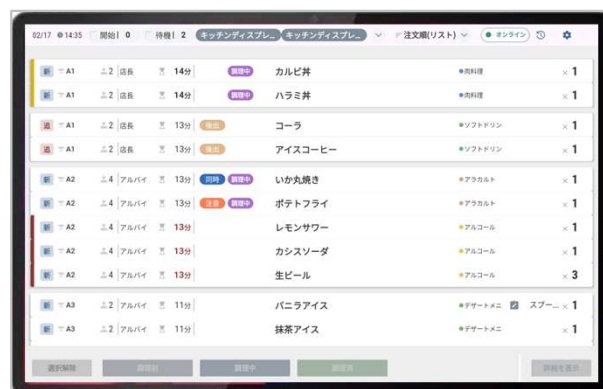 02/17 14:35 開始 0 待機 2 キッチンディスプレ… キッチンディスプレ… 注文順(リスト) オンライン
新 A1 2 店長 14分 調理中 カルビ丼 肉料理 × 1
新 A1 2 店長 14分 調理中 ハラミ丼 肉料理 × 1
追 A1 2 店長 13分 後出 コーラ ソフトドリン × 1
追 A1 2 店長 13分 後出 アイスコーヒー ソフトドリン × 1
新 A2 4 アルバイ 13分 同時 調理中 いか丸焼き アラカルト × 1
新 A2 4 アルバイ 13分 注意 調理中 ポテトフライ アラカルト × 1
新 A2 4 アルバイ 13分 レモンサワー アルコール × 1
新 A2 4 アルバイ 13分 カシスソーダ アルコール × 1
新 A2 4 アルバイ 13分 生ビール アルコール × 3
新 A3 2 アルバイ 11分 バニラアイス デザートメニ スプー… × 1
新 A3 2 アルバイ 11分 抹茶アイス デザートメニ × 1
選択解除 調理中 詳細を表示